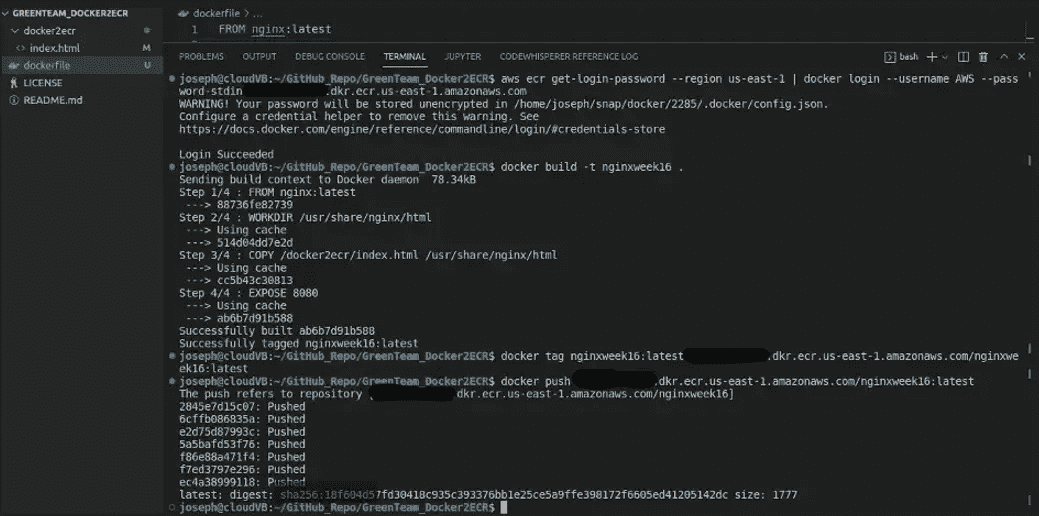 GREENTEAM_DOCKER2ECR
docker2ecr
index.html M
dockerfile U
LICENSE
README.md
dockerfile > ...
1 FROM nginx:latest
PROBLEMS OUTPUT DEBUG CONSOLE TERMINAL JUPYTER CODEWHISPERER REFERENCE LOG
bash
joseph@cloudVB:~/GitHub_Repo/GreenTeam_Docker2ECR$ aws ecr get-login-password --region us-east-1 | docker login --username AWS --pass
word-stdin .dkr.ecr.us-east-1.amazonaws.com
WARNING! Your password will be stored unencrypted in /home/joseph/snap/docker/2285/.docker/config.json.
Configure a credential helper to remove this warning. See
https://docs.docker.com/engine/reference/commandline/login/#credentials-store
Login Succeeded
joseph@cloudVB:~/GitHub_Repo/GreenTeam_Docker2ECR$ docker build -t nginxweek16 .
Sending build context to Docker daemon 78.34kB
Step 1/4 : FROM nginx:latest
---> 88736fe82739
Step 2/4 : WORKDIR /usr/share/nginx/html
---> Using cache
---> 514d04dd7e2d
Step 3/4 : COPY /docker2ecr/index.html /usr/share/nginx/html
---> Using cache
---> cc5b43c30813
Step 4/4 : EXPOSE 8080
---> Using cache
---> ab6b7d91b588
Successfully built ab6b7d91b588
Successfully tagged nginxweek16:latest
joseph@cloudVB:~/GitHub_Repo/GreenTeam_Docker2ECR$ docker tag nginxweek16:latest .dkr.ecr.us-east-1.amazonaws.com/nginxwe
ek16:latest
joseph@cloudVB:~/GitHub_Repo/GreenTeam_Docker2ECR$ docker push .dkr.ecr.us-east-1.amazonaws.com/nginxweek16:latest
The push refers to repository [ .dkr.ecr.us-east-1.amazonaws.com/nginxweek16]
2845e7d15c07: Pushed
6cffb086835a: Pushed
e2d75d87993c: Pushed
5a5bafd53f76: Pushed
f86e88a471f4: Pushed
f7ed3797e296: Pushed
ec4a38999118: Pushed
latest: digest: sha256:18f604d57fd30418c935c393376bb1e25ce5a9ffe398172f6605ed41205142dc size: 1777
joseph@cloudVB:~/GitHub_Repo/GreenTeam_Docker2ECR$